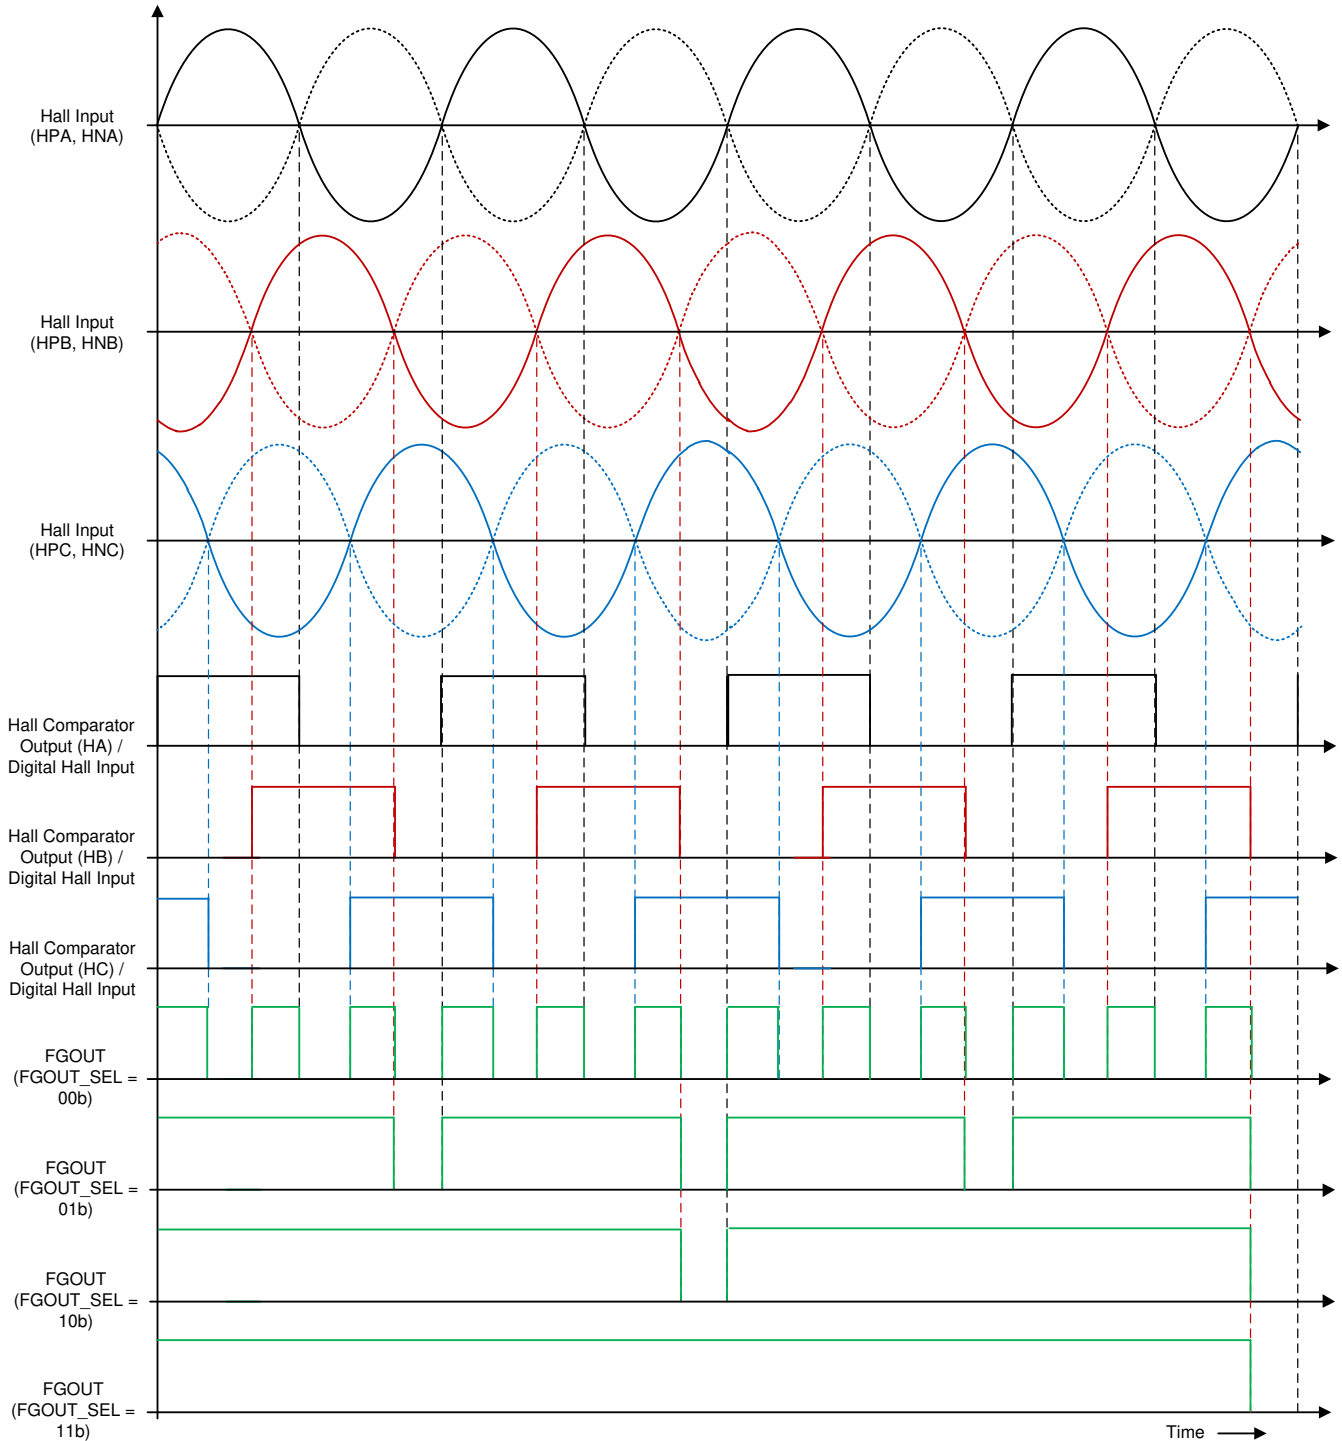 Hall Input
(HPA, HNA)
Hall Input
(HPB, HNB)
Hall Input
(HPC, HNC)
Hall Comparator
Output (HA) /
Digital Hall Input
Hall Comparator
Output (HB) /
Digital Hall Input
Hall Comparator
Output (HC) /
Digital Hall Input
FGOUT
(FGOUT_SEL =
00b)
FGOUT
(FGOUT_SEL =
01b)
FGOUT
(FGOUT_SEL =
10b)
FGOUT
(FGOUT_SEL =
11b)
Time